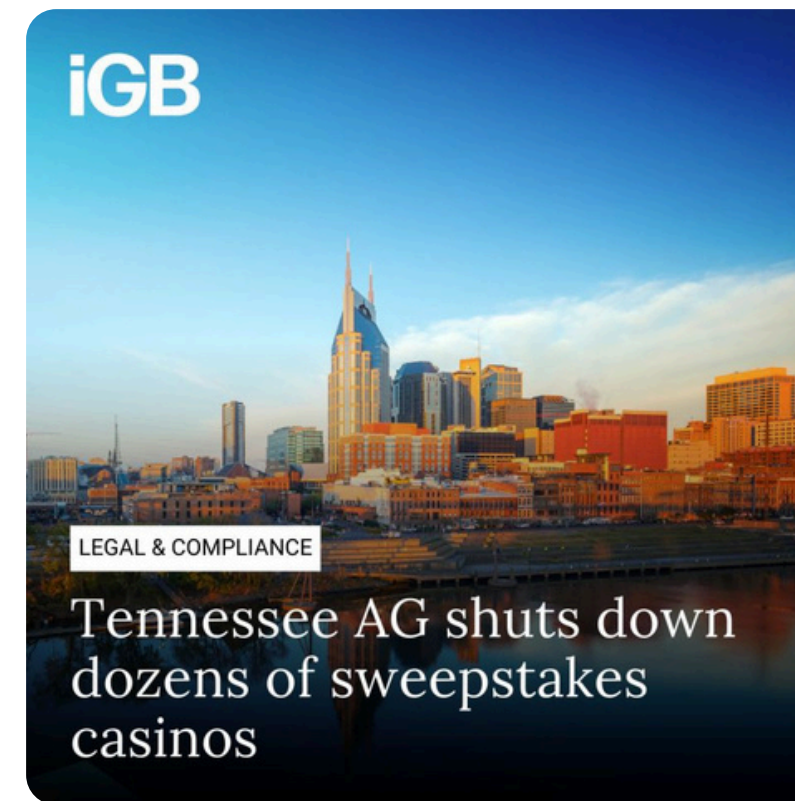 iGB
LEGAL & COMPLIANCE
Tennessee AG shuts down
dozens of sweepstakes
casinos